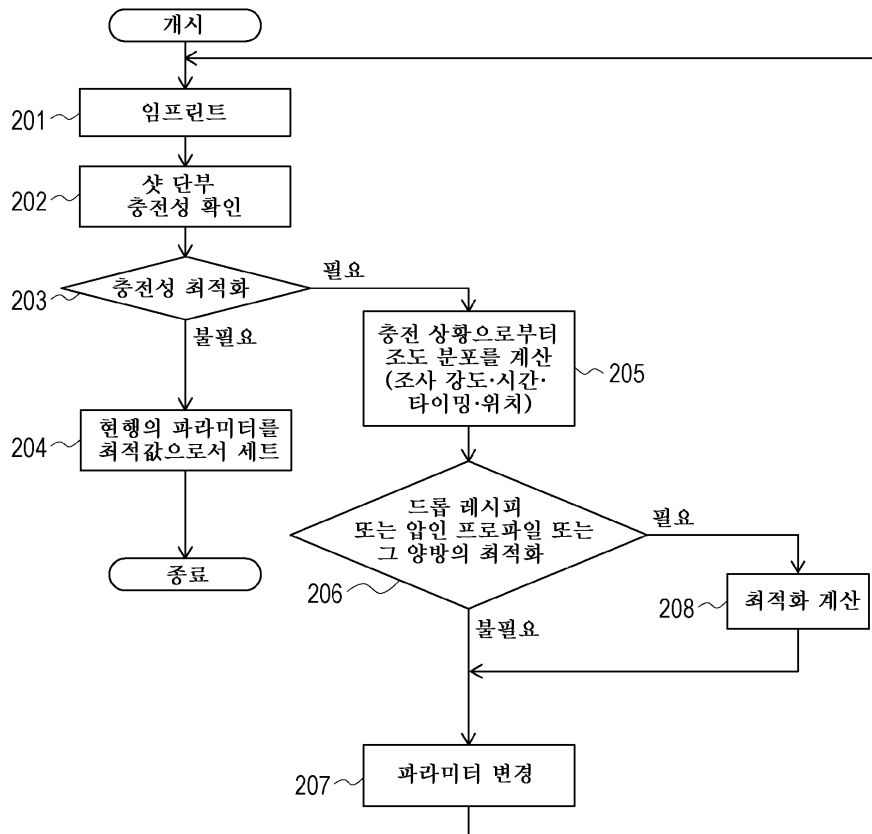 개시
201
임프린트
202
샷 단부
충전성 확인
203
충전성 최적화
필요
불필요
204
현행의 파라미터를
최적값으로서 세트
종료
충전 상황으로부터
조도 분포를 계산
(조사 강도·시간·
타이밍·위치)
205
드롭 레시피
또는 압인 프로파일 또는
그 양방의 최적화
206
필요
불필요
208
최적화 계산
207
파라미터 변경